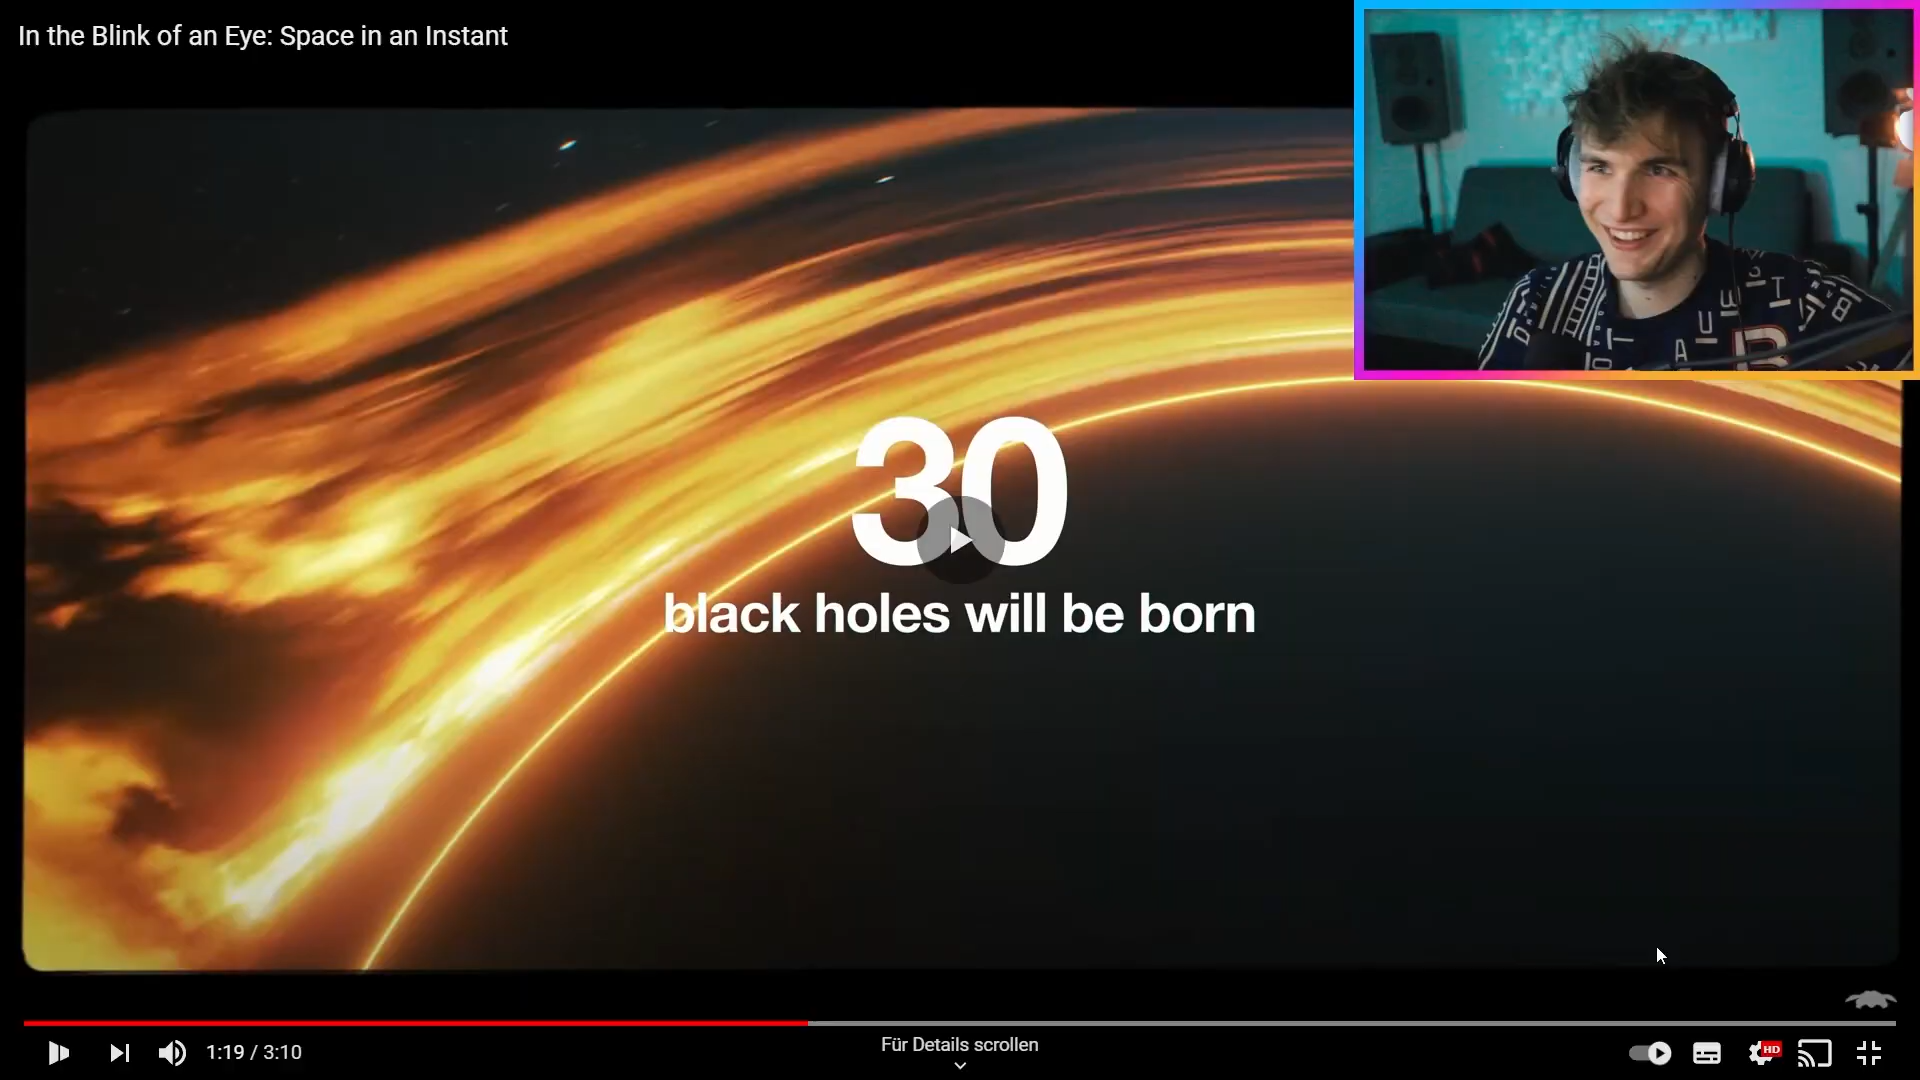 In the Blink of an Eye: Space in an Instant
30
black holes will be born
Für Details scrollen
1:19 / 3:10
HD